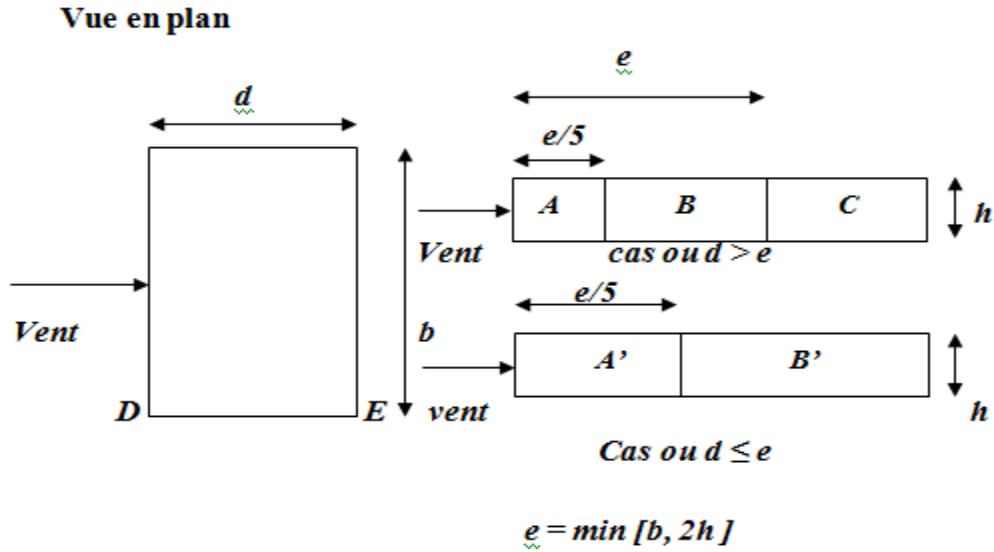 Vue en plan
e
d
e/5
A B C
h
Vent
cas ou d > e
e/5
Vent
b
A’ B’
D
E
vent
h
Cas ou d ≤ e
e = min [b, 2h ]